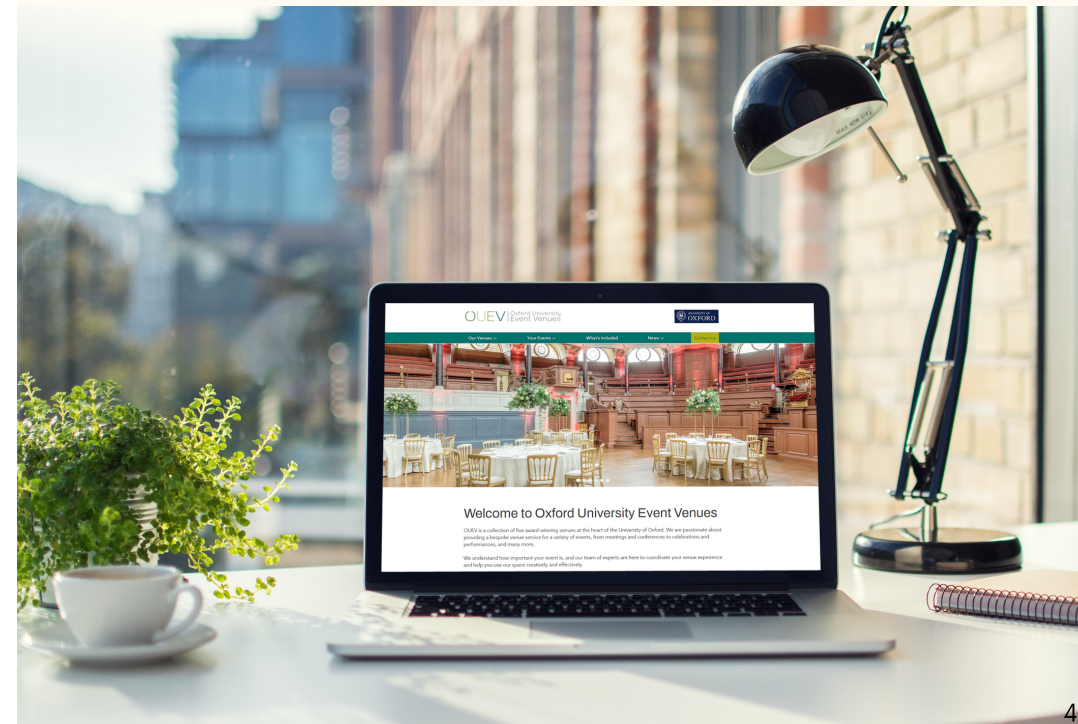 MAX 40W E14
OUEV Oxford University
Event Venues
UNIVERSITY OF
OXFORD
Our Venues Your Events What's included News Contact us
Welcome to Oxford University Event Venues
OUEV is a collection of five award-winning venues at the heart of the University of Oxford. We are passionate about
providing a bespoke venue service for a variety of events, from meetings and conferences to celebrations and
performances, and many more.
We understand how important your event is, and our team of experts are here to coordinate your venue experience
and help you use our space creatively and effectively.
4